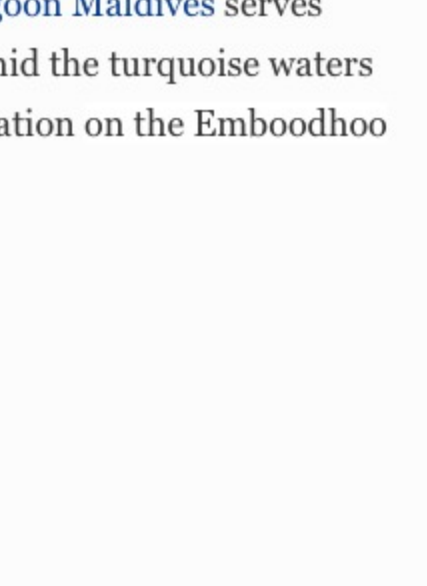 goon Maldives serves
nid the turquoise waters
ation on the Emboodhoo